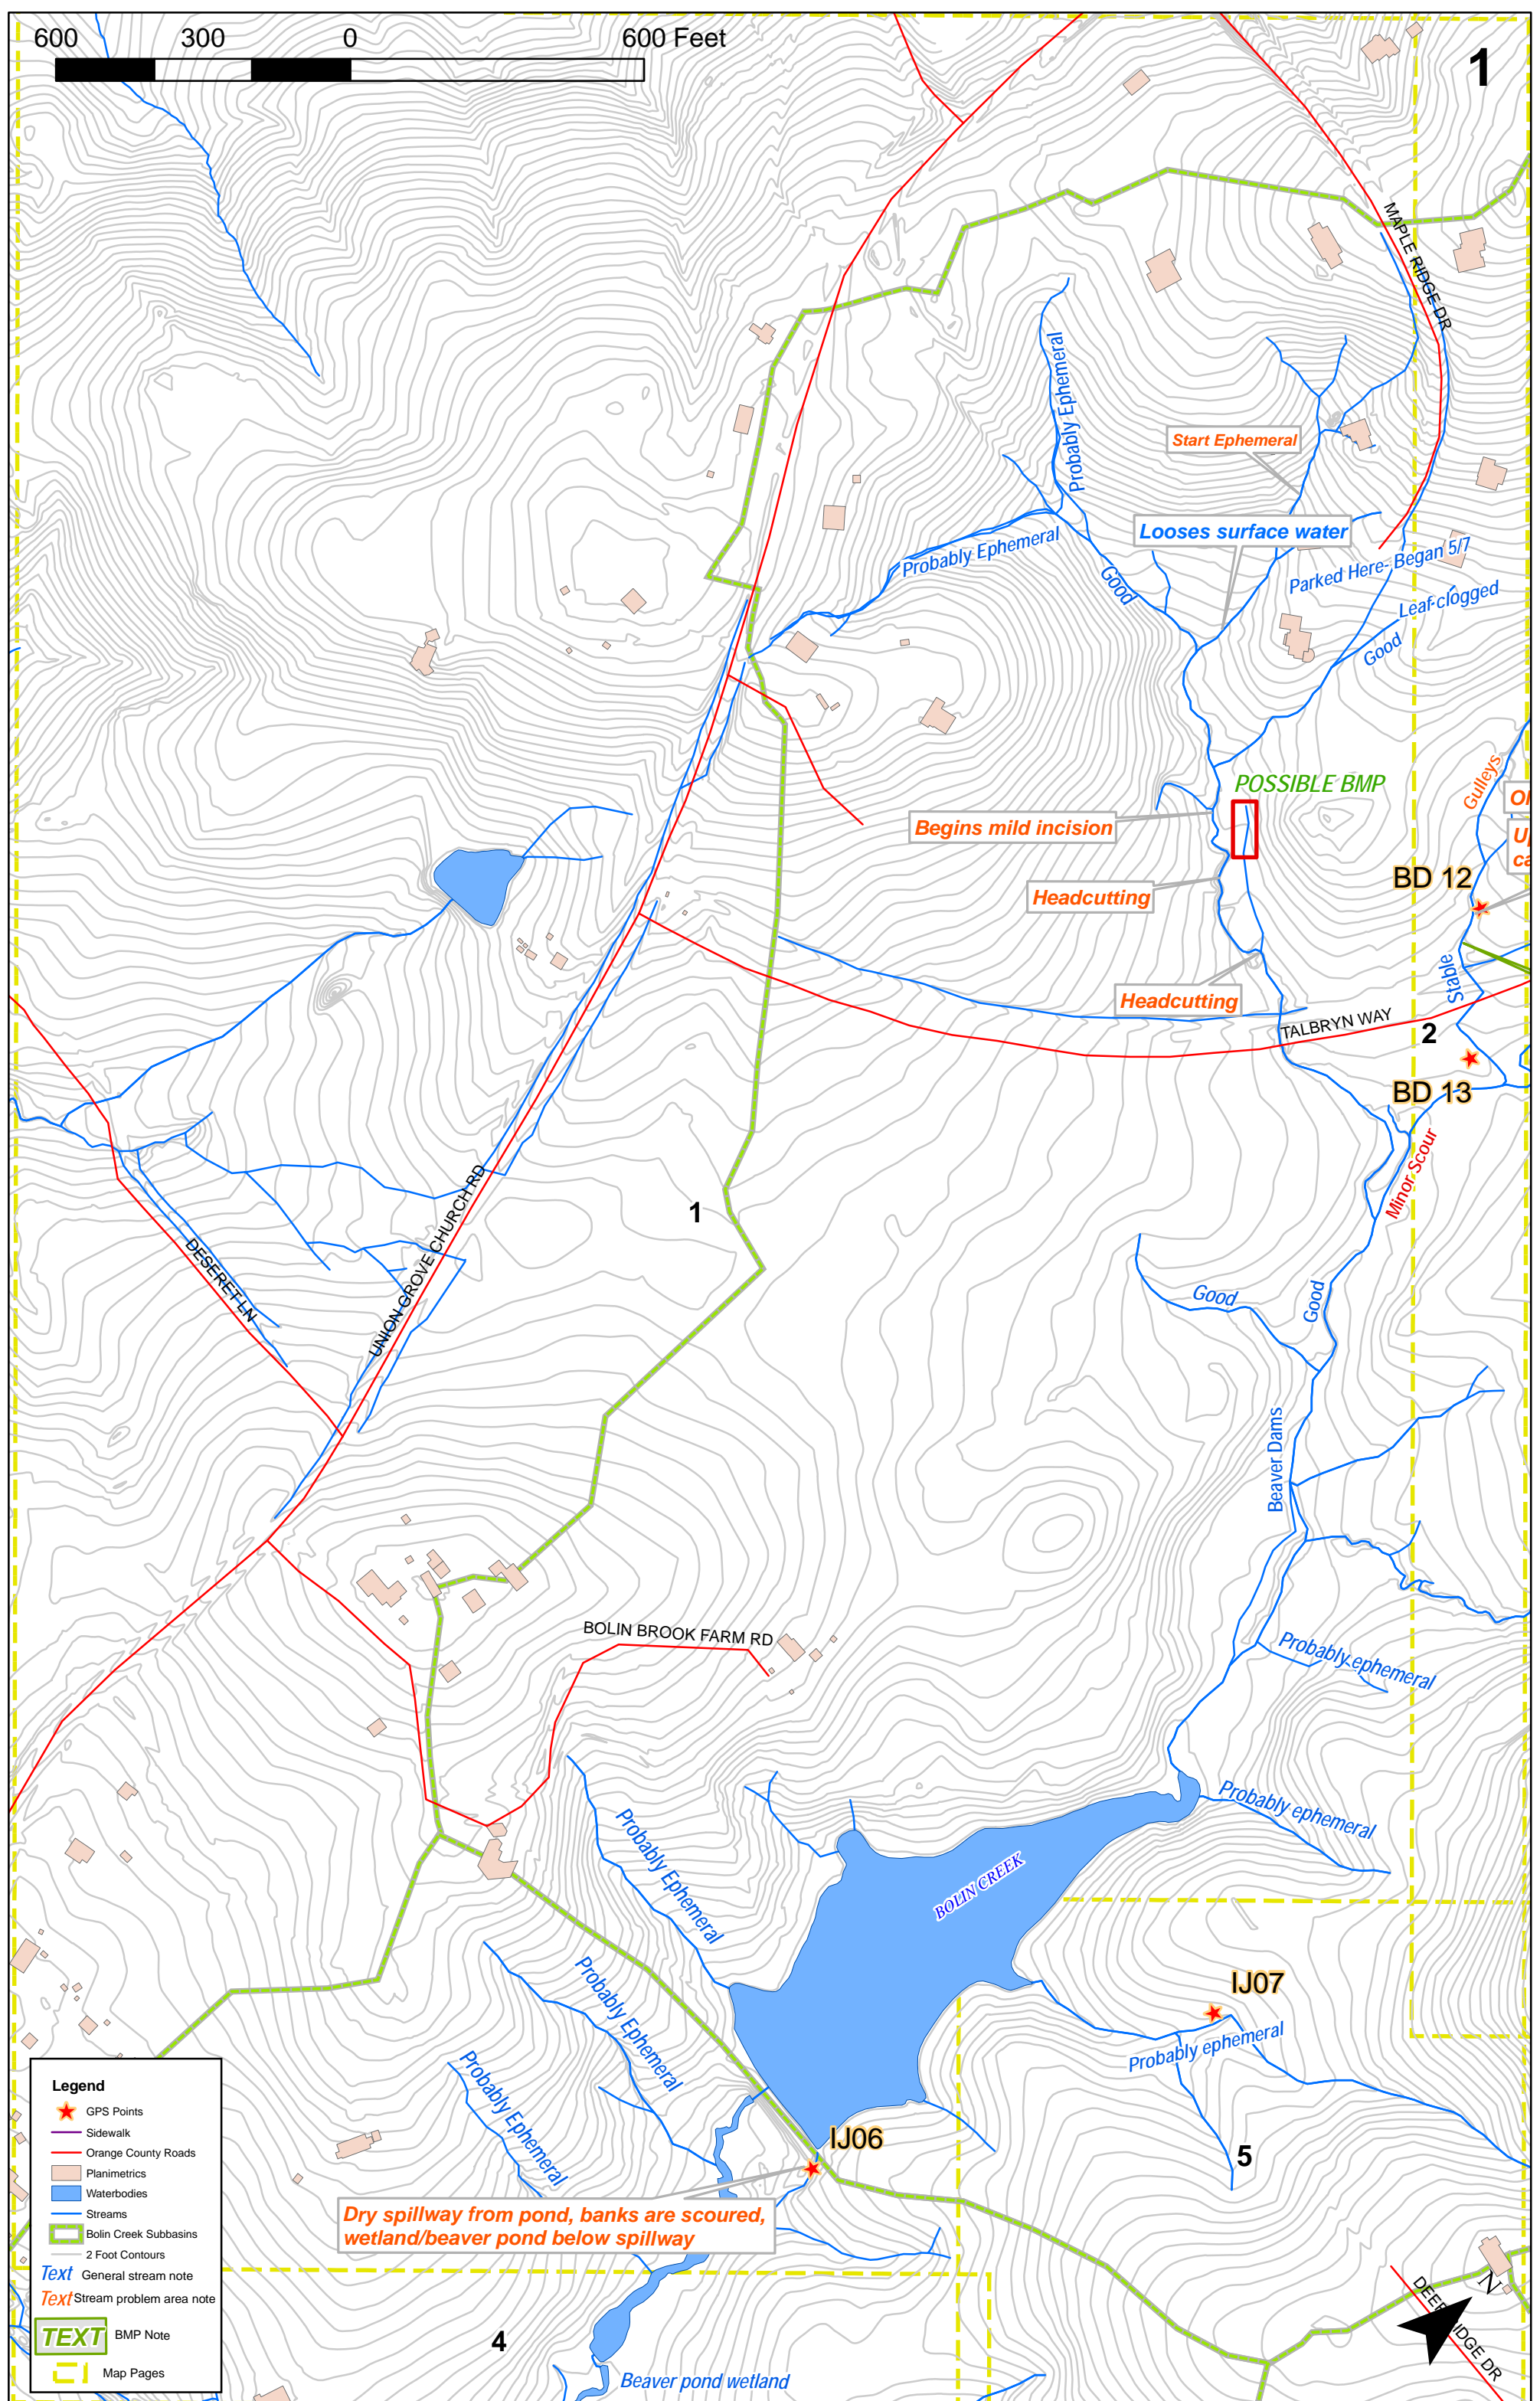 600 300 0 600 Feet
1
MAPLE RIDGE DR
Probably Ephemeral
Start Ephemeral
Looses surface water
Probably Ephemeral
Good
Parked Here- Began 5/7
Leaf-clogged
Good
POSSIBLE BMP
Gulleys
Begins mild incision
Headcutting
BD 12
Stable
Headcutting
TALBRYN WAY
2
BD 13
Minor Scour
1
UNION GROVE CHURCH RD
DESERET LN
Good
Good
Beaver Dams
BOLIN BROOK FARM RD
Probably ephemeral
Probably ephemeral
Probably Ephemeral
BOLIN CREEK
Probably Ephemeral
IJ07
Probably ephemeral
Probably Ephemeral
IJ06
5
Dry spillway from pond, banks are scoured,
wetland/beaver pond below spillway
Legend
GPS Points
Sidewalk
Orange County Roads
Planimetrics
Waterbodies
Streams
Bolin Creek Subbasins
2 Foot Contours
Text General stream note
Text Stream problem area note
TEXT BMP Note
Map Pages
4
Beaver pond wetland
N